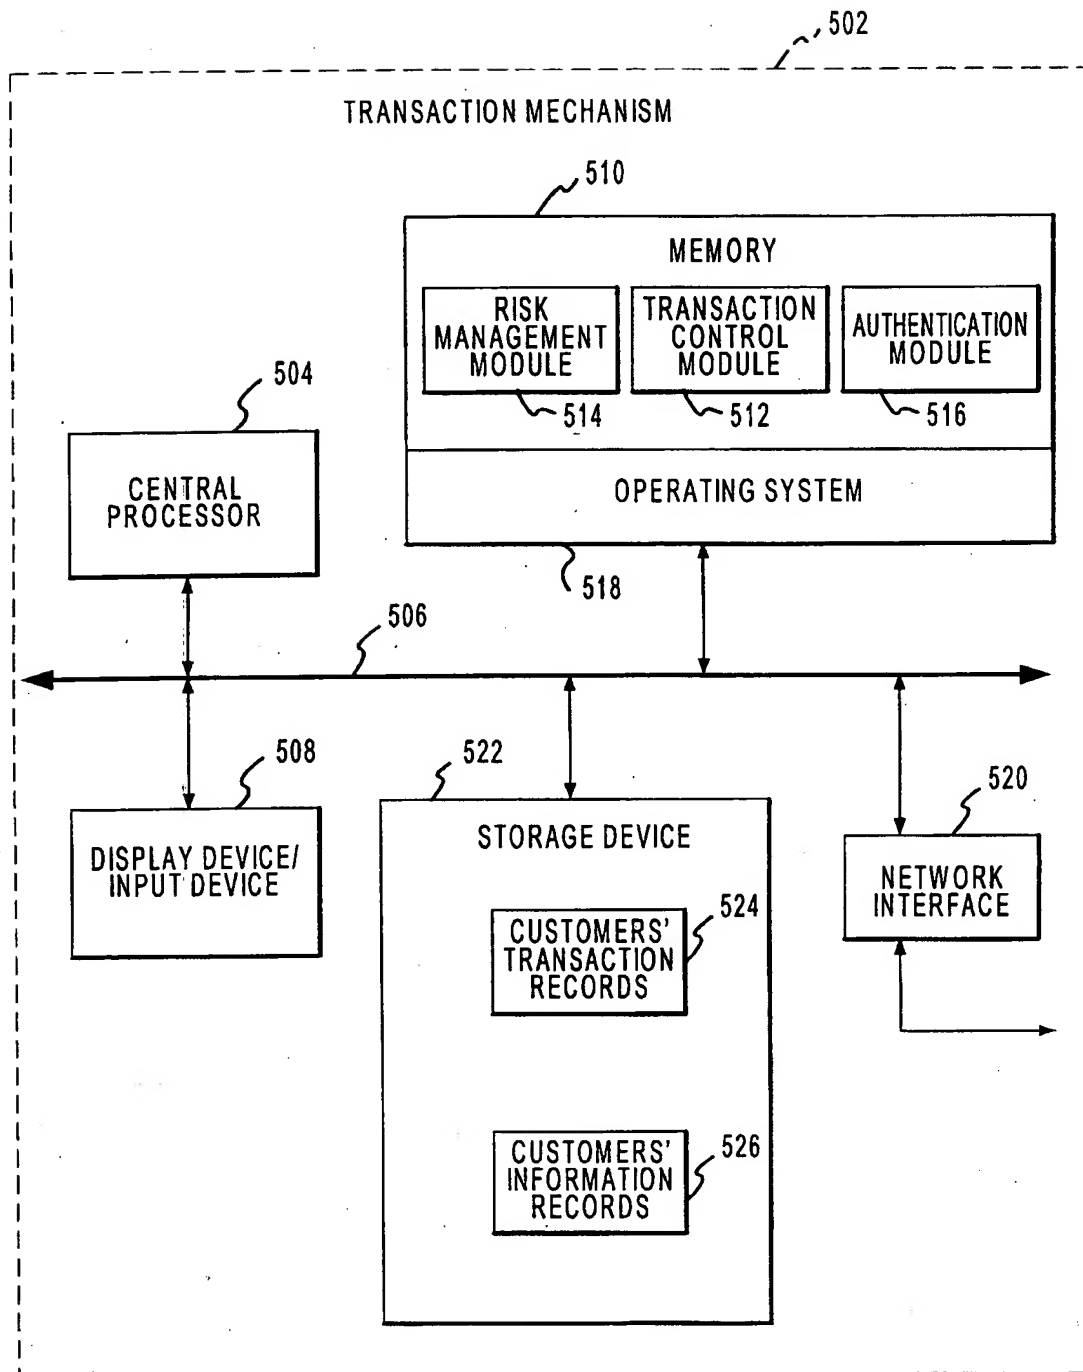 502
TRANSACTION MECHANISM
510
MEMORY
RISK
MANAGEMENT
MODULE
TRANSACTION
CONTROL
MODULE
AUTHENTICATION
MODULE
514
512
516
504
CENTRAL
PROCESSOR
OPERATING SYSTEM
518
506
508
522
520
DISPLAY DEVICE/
INPUT DEVICE
STORAGE DEVICE
NETWORK
INTERFACE
524
CUSTOMERS'
TRANSACTION
RECORDS
526
CUSTOMERS'
INFORMATION
RECORDS